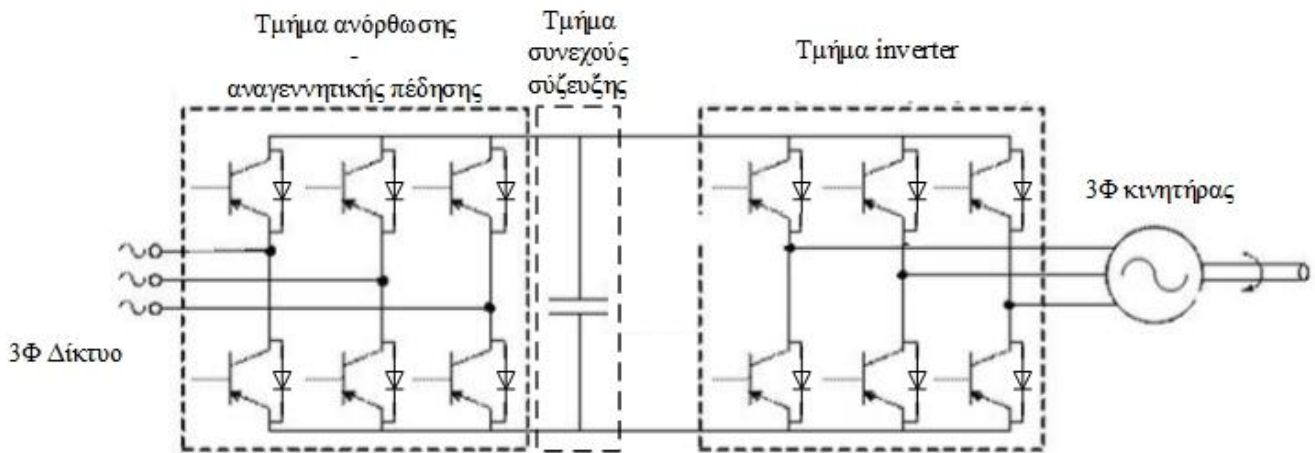 Τμήμα ανόρθωσης
-
αναγεννητικής πέδησης
Τμήμα
συνεχούς
σύζευξης
Τμήμα inverter
3Φ κινητήρας
3Φ Δίκτυο